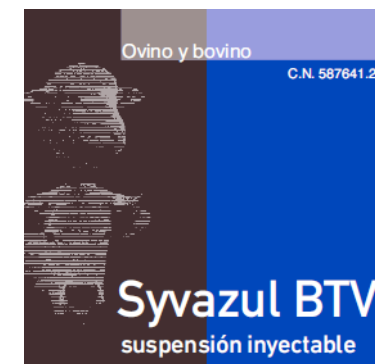 Ovino y bovino
C.N. 587641.2
Syvazul BTV
suspensión inyectable